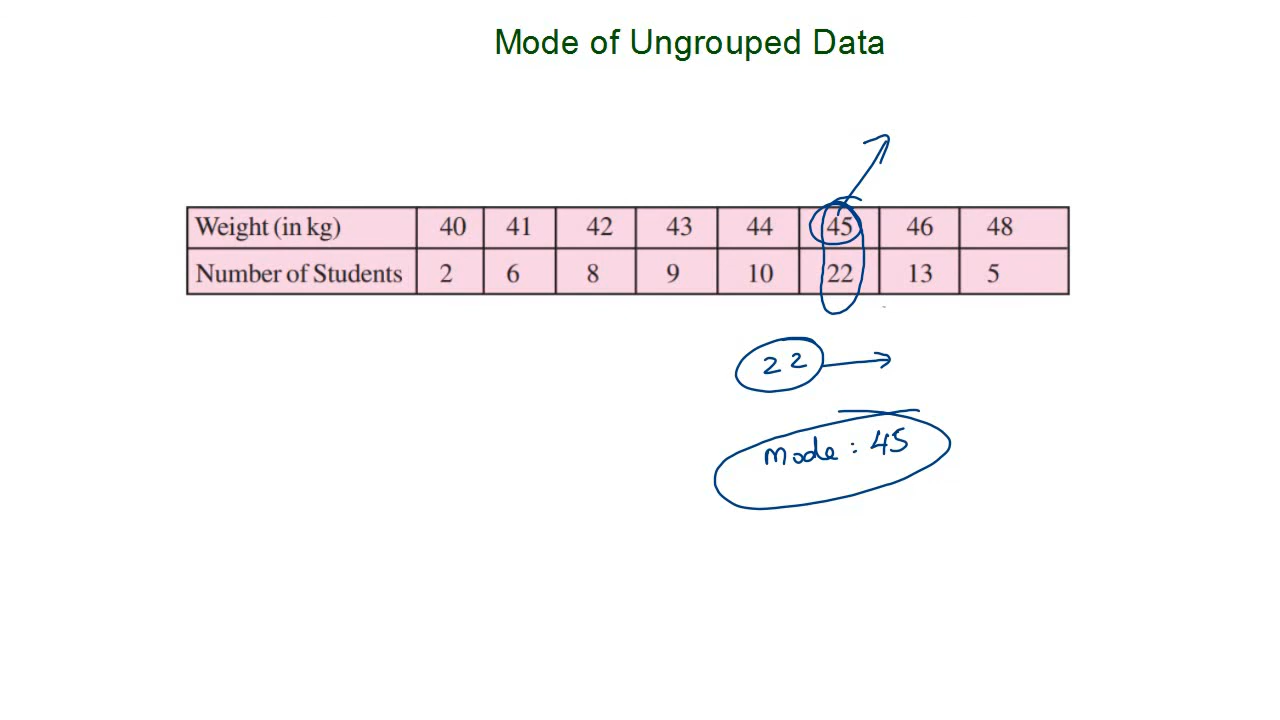 Mode of Ungrouped Data
Weight (in kg) 40 41 42 43 44 45 46 48
Number of Students 2 6 8 9 10 22 13 5
22
Mode : 45